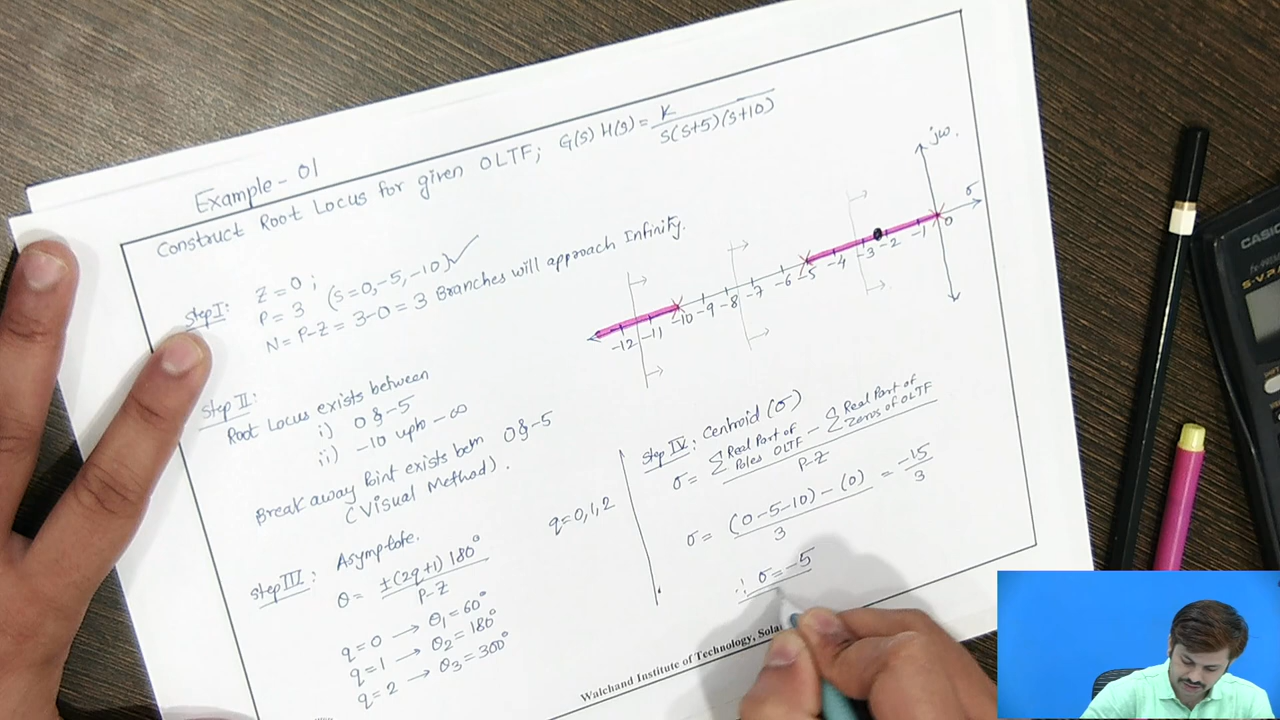 Example - 01
Construct Root Locus for given OLTF; G(s) H(s) = K / s(s+5)(s+10)
Step I: Z = 0 ;
P = 3 (s = 0, -5, -10) ✓
N = P-Z = 3-0 = 3 Branches will approach Infinity.
Step II:
Root Locus exists between
i) 0 & -5
ii) -10 upto -∞
Break away Point exists betn 0 & -5
(Visual Method).
Step III: Asymptote.
θ = ±(2q+1) 180° / P-Z
q = 0, 1, 2
q=0 → θ1 = 60°
q=1 → θ2 = 180°
q=2 → θ3 = 300°
jω
σ
-12 -11 -10 -9 -8 -7 -6 -5 -4 -3 -2 -1 0
Step IV: Centroid (σ)
σ = Σ Real Part of Poles OLTF - Σ Real Part of Zeros of OLTF / P-Z
σ = (0-5-10) - (0) / 3 = -15 / 3
∴ σ = -5
Walchand Institute of Technology, Sola
CASIO